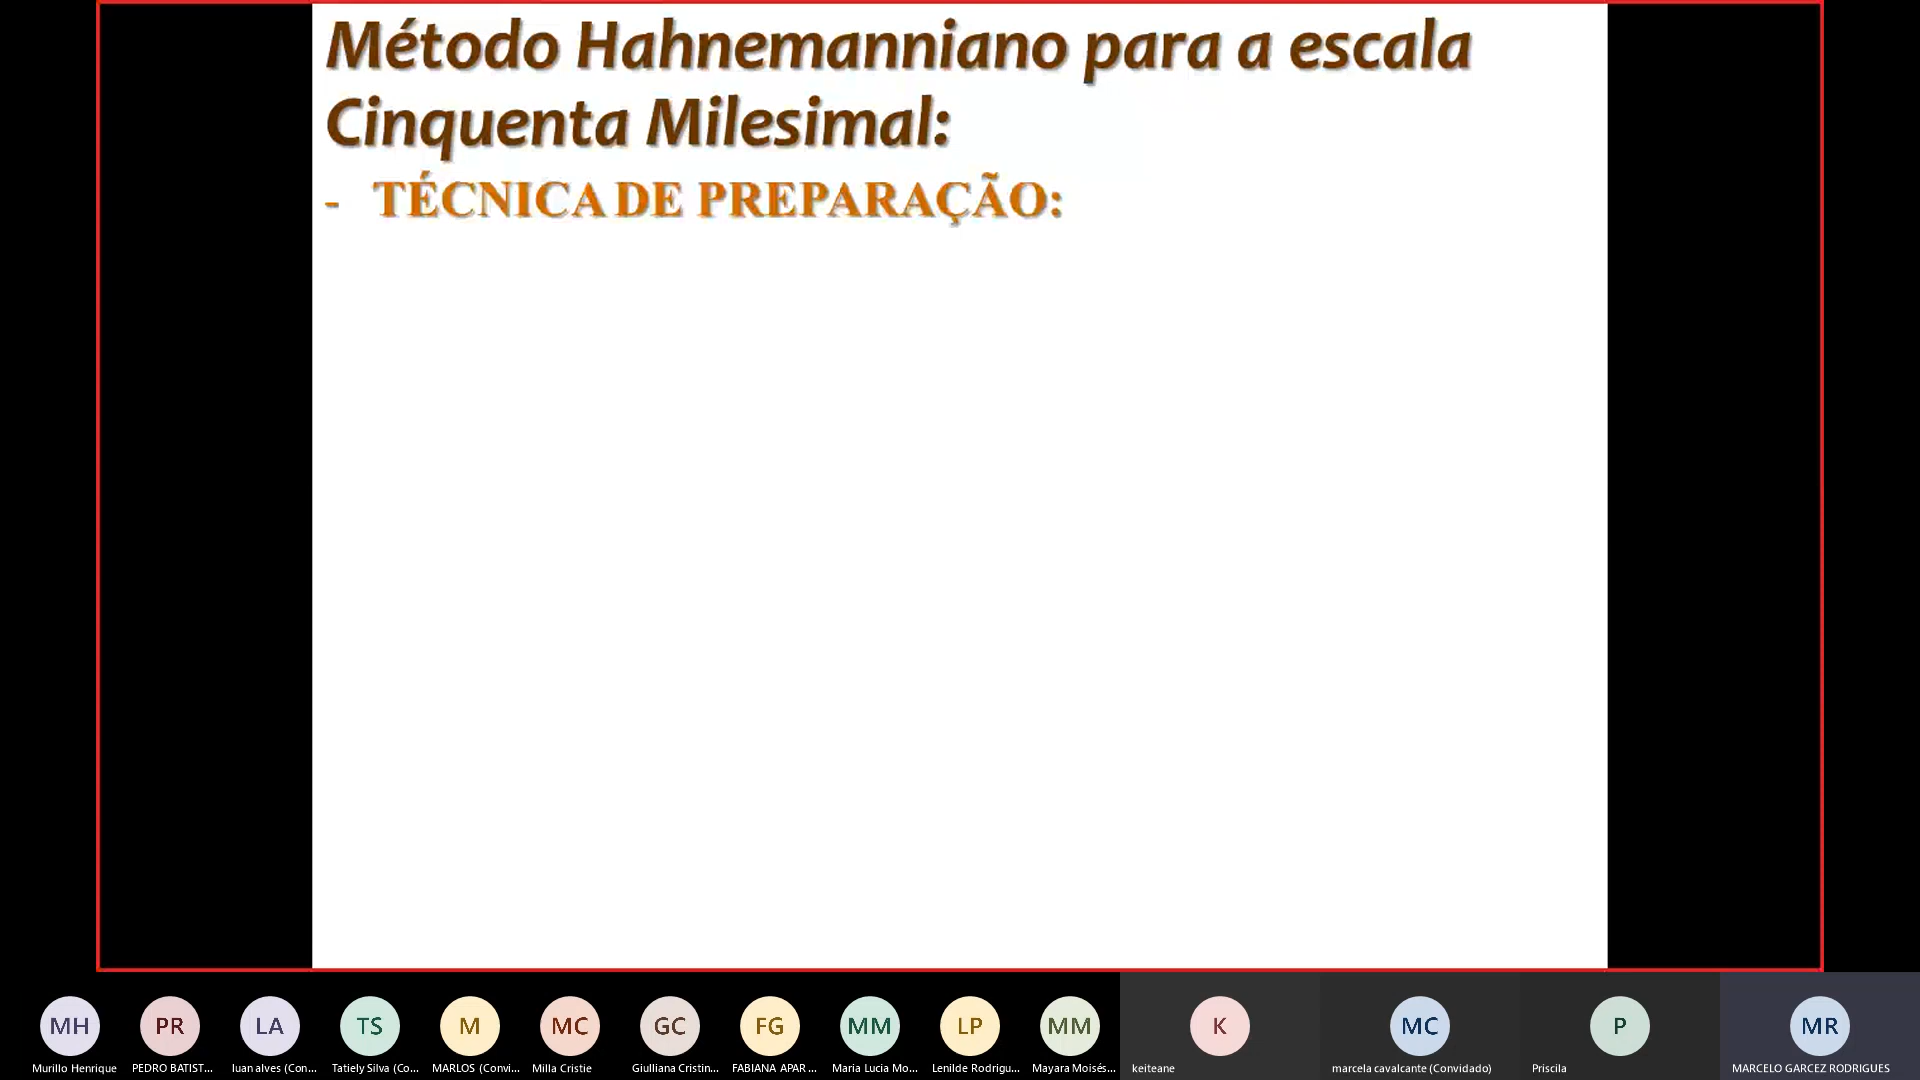 Método Hahnemanniano para a escala
Cinquenta Milesimal:
- TÉCNICA DE PREPARAÇÃO:
MH PR LA TS M MC GC FG MM LP MM K MC P MR
Murillo Henrique PEDRO BATIST... luan alves (Con... Tatiely Silva (Co... MARLOS (Convi... Milla Cristie Giulliana Cristin... FABIANA APAR... Maria Lucia Mo... Lenilde Rodrigu... Mayara Moisés... keiteane marcela cavalcante (Convidado) Priscila MARCELO GARCEZ RODRIGUES